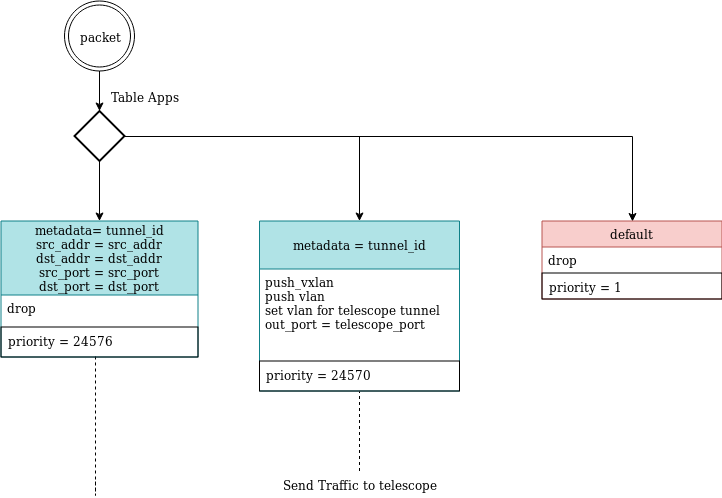 packet
Table Apps
metadata= tunnel_id
src_addr = src_addr
dst_addr = dst_addr
src_port = src_port
dst_port = dst_port
drop
priority = 24576
metadata = tunnel_id
push_vxlan
push vlan
set vlan for telescope tunnel
out_port = telescope_port
priority = 24570
default
drop
priority = 1
Send Traffic to telescope